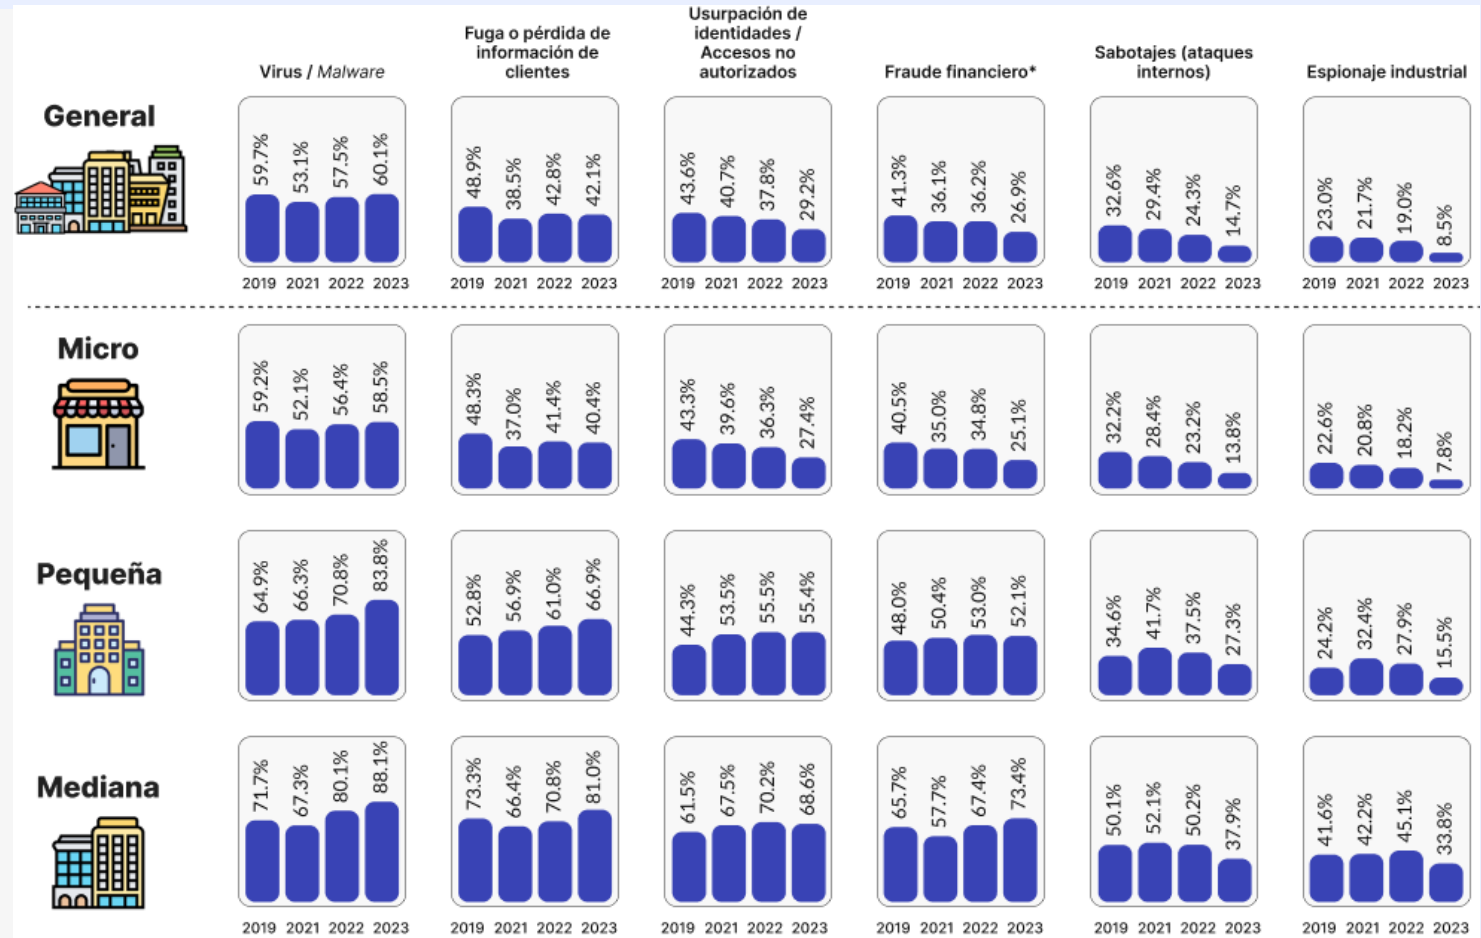 Virus / Malware
Fuga o pérdida de
información de
clientes
Usurpación de
identidades /
Accesos no
autorizados
Fraude financiero*
Sabotajes (ataques
internos)
Espionaje industrial
General
59.7% 53.1% 57.5% 60.1%
48.9% 38.5% 42.8% 42.1%
43.6% 40.7% 37.8% 29.2%
41.3% 36.1% 36.2% 26.9%
32.6% 29.4% 24.3% 14.7%
23.0% 21.7% 19.0% 8.5%
2019 2021 2022 2023
2019 2021 2022 2023
2019 2021 2022 2023
2019 2021 2022 2023
2019 2021 2022 2023
2019 2021 2022 2023
Micro
59.2% 52.1% 56.4% 58.5%
48.3% 37.0% 41.4% 40.4%
43.3% 39.6% 36.3% 27.4%
40.5% 35.0% 34.8% 25.1%
32.2% 28.4% 23.2% 13.8%
22.6% 20.8% 18.2% 7.8%
Pequeña
64.9% 66.3% 70.8% 83.8%
52.8% 56.9% 61.0% 66.9%
44.3% 53.5% 55.5% 55.4%
48.0% 50.4% 53.0% 52.1%
34.6% 41.7% 37.5% 27.3%
24.2% 32.4% 27.9% 15.5%
Mediana
71.7% 67.3% 80.1% 88.1%
73.3% 66.4% 70.8% 81.0%
61.5% 67.5% 70.2% 68.6%
65.7% 57.7% 67.4% 73.4%
50.1% 52.1% 50.2% 37.9%
41.6% 42.2% 45.1% 33.8%
2019 2021 2022 2023
2019 2021 2022 2023
2019 2021 2022 2023
2019 2021 2022 2023
2019 2021 2022 2023
2019 2021 2022 2023